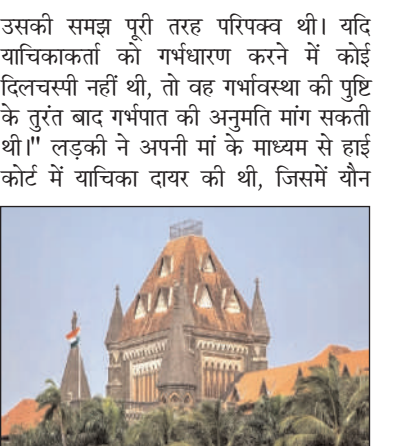 उसकी समझ पूरी तरह परिपक्व थी। यदि
याचिकाकर्ता को गर्भधारण करने में कोई
दिलचस्पी नहीं थी, तो वह गर्भावस्था की पुष्टि
के तुरंत बाद गर्भपात की अनुमति मांग सकती
थी।" लड़की ने अपनी मां के माध्यम से हाई
कोर्ट में याचिका दायर की थी, जिसमें यौन